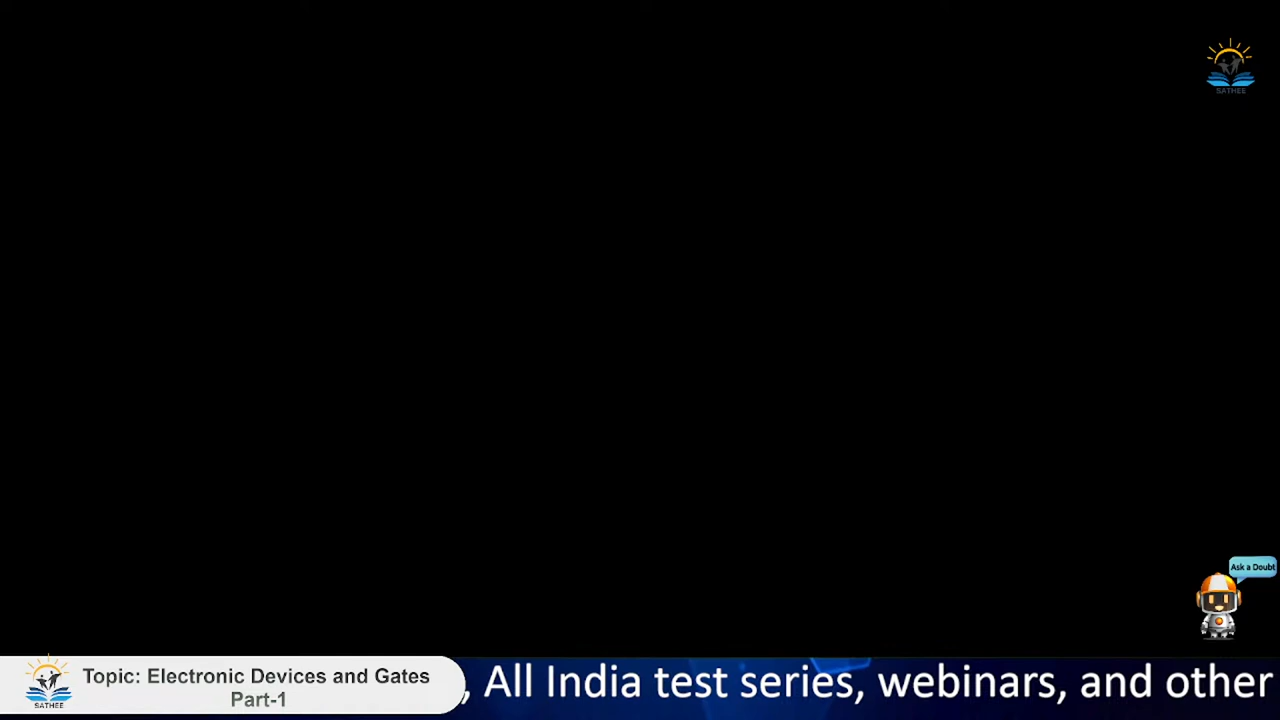 SATHEE
Ask a Doubt
Topic: Electronic Devices and Gates
Part-1
SATHEE
, All India test series, webinars, and other